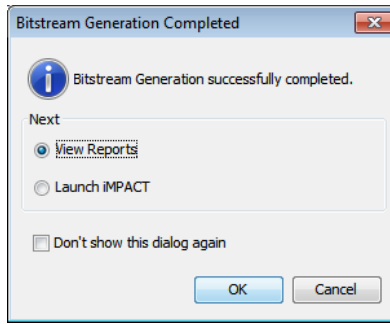 Bitstream Generation Completed
Bitstream Generation successfully completed.
Next
View Reports
Launch iMPACT
Don't show this dialog again
OK
Cancel